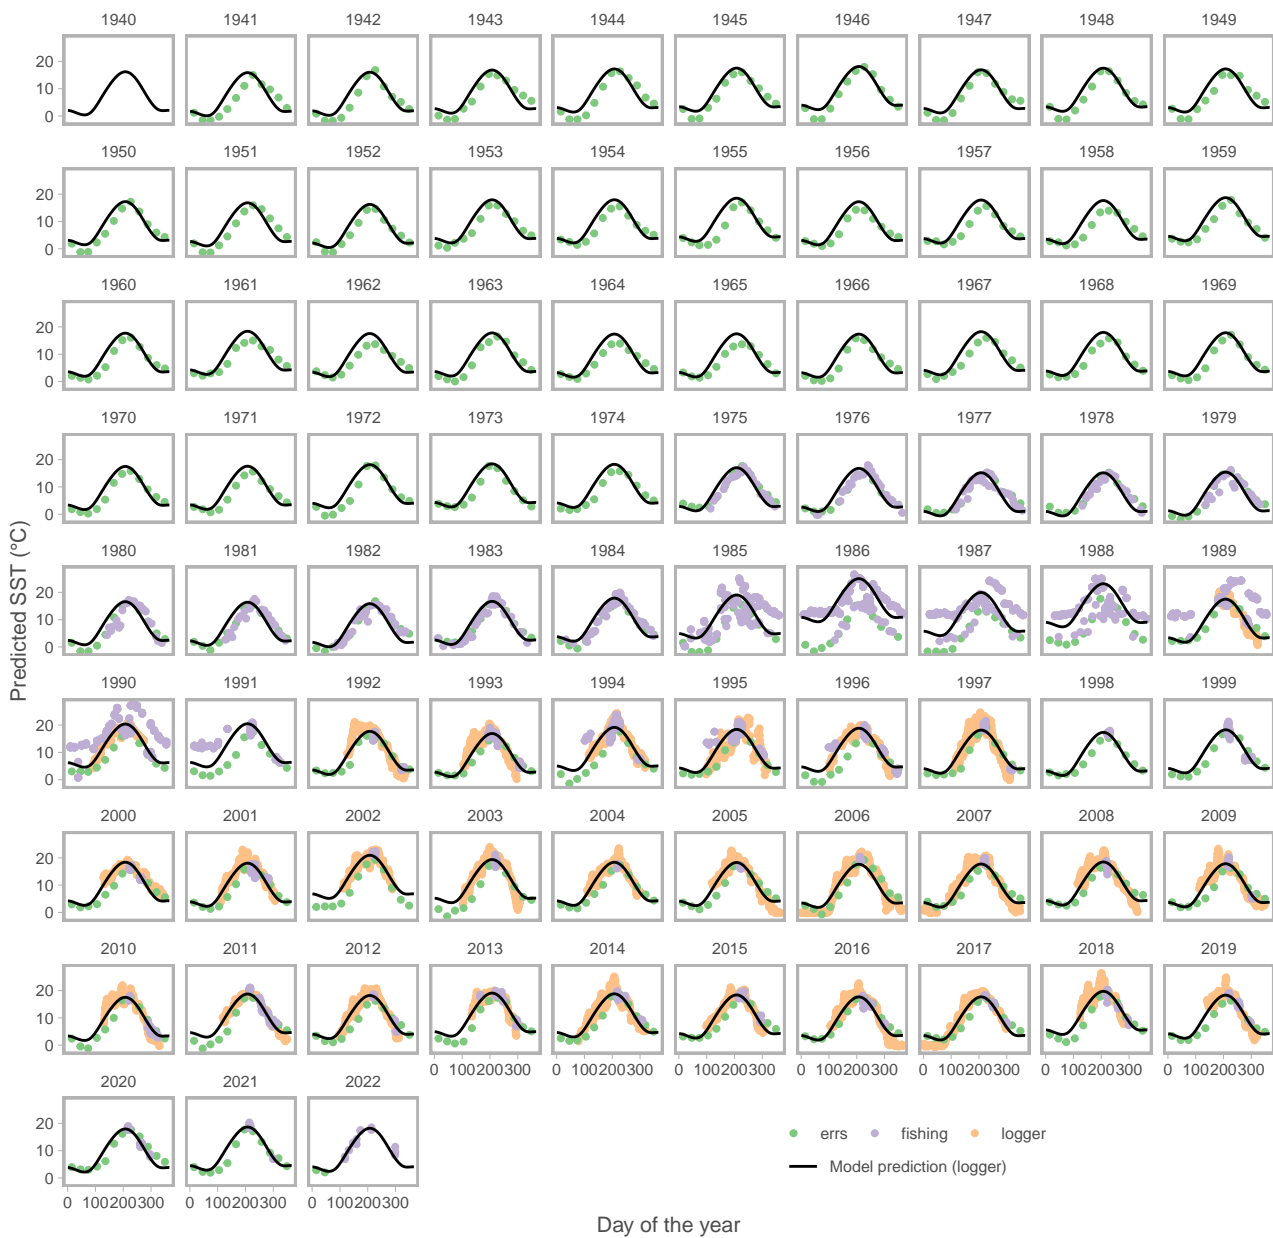 1940 1941 1942 1943 1944 1945 1946 1947 1948 1949
20
10
0
1950 1951 1952 1953 1954 1955 1956 1957 1958 1959
20
10
0
1960 1961 1962 1963 1964 1965 1966 1967 1968 1969
20
10
0
1970 1971 1972 1973 1974 1975 1976 1977 1978 1979
20
10
0
Predicted SST (°C)
1980 1981 1982 1983 1984 1985 1986 1987 1988 1989
20
10
0
1990 1991 1992 1993 1994 1995 1996 1997 1998 1999
20
10
0
2000 2001 2002 2003 2004 2005 2006 2007 2008 2009
20
10
0
2010 2011 2012 2013 2014 2015 2016 2017 2018 2019
20
10
0
0 100200300 0 100200300 0 100200300 0 100200300 0 100200300 0 100200300 0 100200300
2020 2021 2022
20
10
0
0 100200300 0 100200300 0 100200300
errs fishing logger
Model prediction (logger)
Day of the year